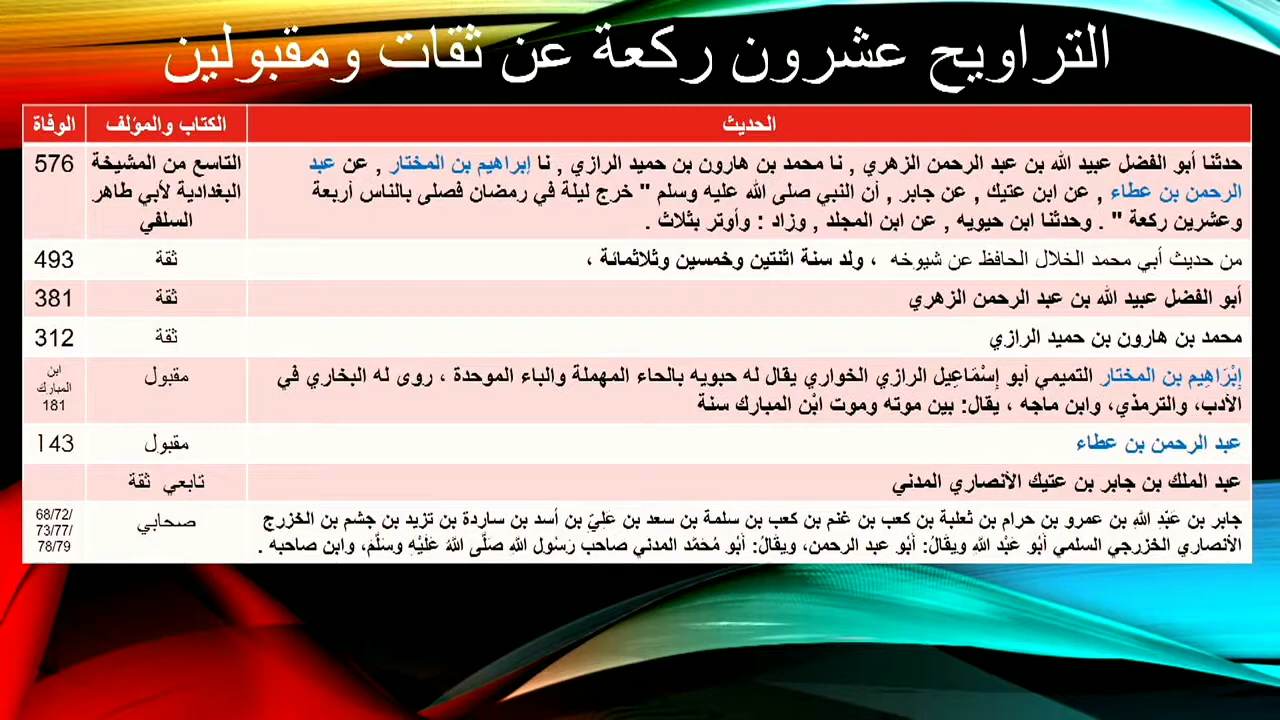 التراويح عشرون ركعة عن ثقات ومقبولين
الحديث
الكتاب والمؤلف
الوفاة
حدثنا أبو الفضل عبيد الله بن عبد الرحمن الزهري , نا محمد بن هارون بن حميد الرازي , نا إبراهيم بن المختار , عن عبد
الرحمن بن عطاء , عن ابن عتيك , عن جابر , أن النبي صلى الله عليه وسلم " خرج ليلة في رمضان فصلى بالناس أربعة
وعشرين ركعة " . وحدثنا ابن حيويه , عن ابن المجلد , وزاد : وأوتر بثلاث .
التاسع من المشيخة
البغدادية لأبي طاهر
السلفي
576
من حديث أبي محمد الخلال الحافظ عن شيوخه ، ولد سنة اثنتين وخمسين وثلاثمائة ،
ثقة
493
أبو الفضل عبيد الله بن عبد الرحمن الزهري
ثقة
381
محمد بن هارون بن حميد الرازي
ثقة
312
إِبْرَاهِيم بن المختار التميمي أبو إِسْمَاعِيل الرازي الخواري يقال له حبويه بالحاء المهملة والباء الموحدة ، روى له البخاري في
الأدب، والترمذي، وابن ماجه ، يقال: بين موته وموت ابْن المبارك سنة
مقبول
ابن
المبارك
181
عبد الرحمن بن عطاء
مقبول
143
عبد الملك بن جابر بن عتيك الأنصاري المدني
تابعي ثقة
جابر بن عَبْدِ اللهِ بن عمرو بن حرام بن ثعلبة بن كعب بن غنم بن كعب بن سلمة بن سعد بن عَلِيّ بن أسد بن ساردة بن تزيد بن جشم بن الخزرج
الأنصاري الخزرجي السلمي أَبُو عَبْد اللهِ ويقَال: أَبُو عبد الرحمن، ويقَالُ: أَبُو مُحَمَّد المدني صاحب رَسُول اللهِ صَلَّى اللهُ عَلَيْهِ وسَلَّمَ، وابن صاحبه .
صحابي
68/72/
73/77/
78/79